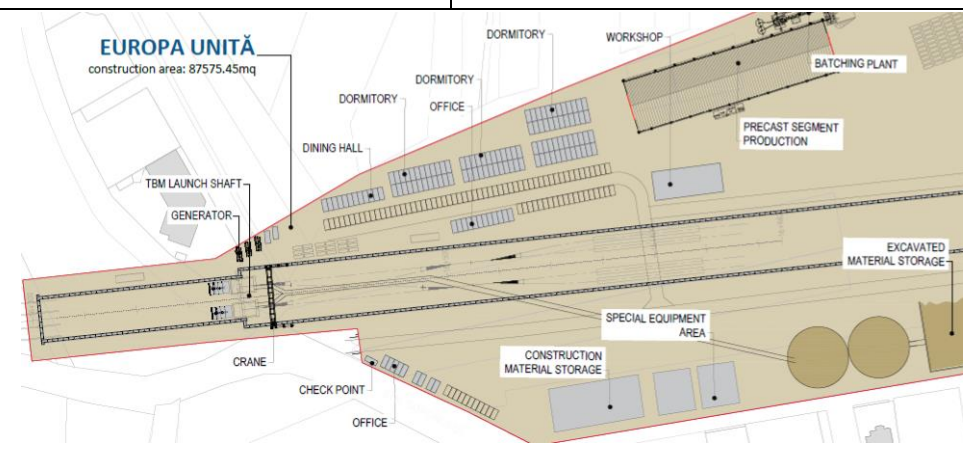 EUROPA UNITĂ
construction area: 87575.45mq
DORMITORY
WORKSHOP
BATCHING PLANT
DORMITORY
OFFICE
DORMITORY
PRECAST SEGMENT
PRODUCTION
DINING HALL
TBM LAUNCH SHAFT
GENERATOR
EXCAVATED
MATERIAL STORAGE
SPECIAL EQUIPMENT
AREA
CRANE
CONSTRUCTION
MATERIAL STORAGE
CHECK POINT
OFFICE